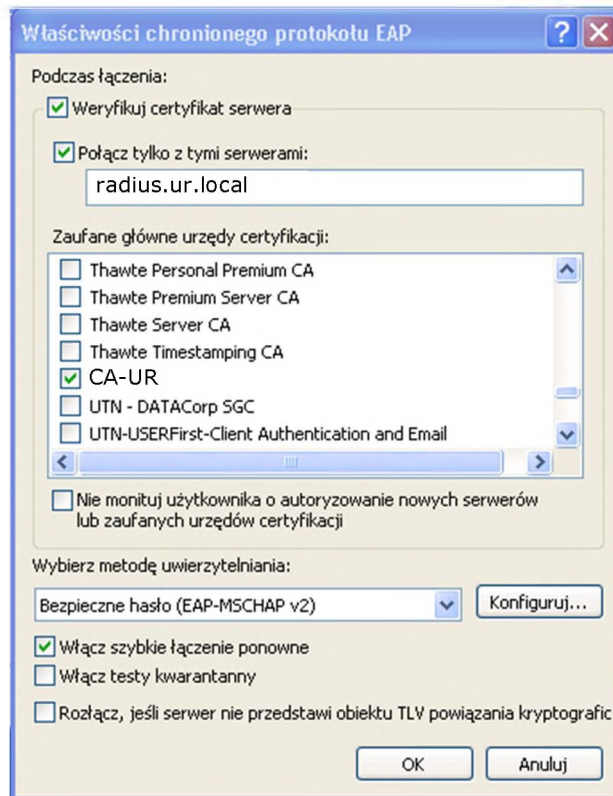 Właściwości chronionego protokołu EAP
Podczas łączenia:
Weryfikuj certyfikat serwera
Połącz tylko z tymi serwerami:
radius.ur.local
Zaufane główne urzędy certyfikacji:
Thawte Personal Premium CA
Thawte Premium Server CA
Thawte Server CA
Thawte Timestamping CA
CA-UR
UTN - DATACorp SGC
UTN-USERFirst-Client Authentication and Email
Nie monituj użytkownika o autoryzowanie nowych serwerów
lub zaufanych urzędów certyfikacji
Wybierz metodę uwierzytelniania:
Bezpieczne hasło (EAP-MSCHAP v2)
Konfiguruj...
Włącz szybkie łączenie ponowne
Włącz testy kwarantanny
Rozłącz, jeśli serwer nie przedstawi obiektu TLV powiązania kryptografic
OK Anuluj